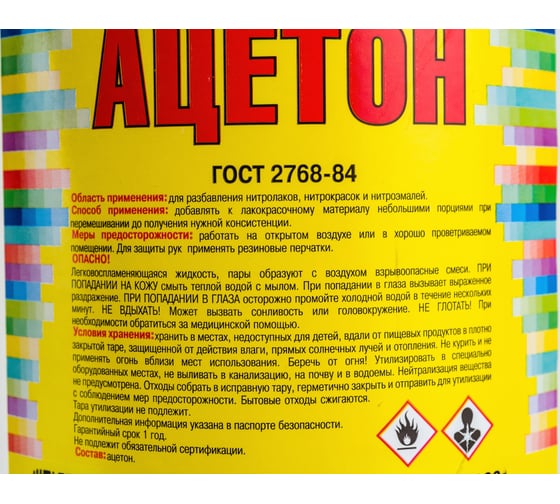 АЦЕТОН
ГОСТ 2768-84
Область применения: для разбавления нитролаков, нитрокрасок и нитроэмалей.
Способ применения: добавлять к лакокрасочному материалу небольшими порциями при
перемешивании до получения нужной консистенции.
Меры предосторожности: работать на открытом воздухе или в хорошо проветриваемом
помещении. Для защиты рук применять резиновые перчатки.
ОПАСНО!
Легковоспламеняющаяся жидкость, пары образуют с воздухом взрывоопасные смеси. ПРИ
ПОПАДАНИИ НА КОЖУ смыть теплой водой с мылом. При попадании в глаза вызывает выраженное
раздражение. ПРИ ПОПАДАНИИ В ГЛАЗА осторожно промойте холодной водой в течение нескольких
минут. НЕ ВДЫХАТЬ! Может вызвать сонливость или головокружение. НЕ ГЛОТАТЬ! При
необходимости обратиться за медицинской помощью.
Условия хранения: хранить в местах, недоступных для детей, вдали от пищевых продуктов в плотно
закрытой таре, защищенной от действия влаги, прямых солнечных лучей и отопления. Не курить и не
применять огонь вблизи мест использования. Беречь от огня! Утилизировать в специально
оборудованных местах, не выливать в канализацию, на почву и в водоемы. Нейтрализация вещества
не предусмотрена. Отходы собрать в исправную тару, герметично закрыть и отправить для утилизации
с соблюдением мер предосторожности. Бытовые отходы сжигаются.
Тара утилизации не подлежит.
Дополнительная информация указана в паспорте безопасности.
Гарантийный срок 1 год.
Не подлежит обязательной сертификации.
Состав: ацетон.